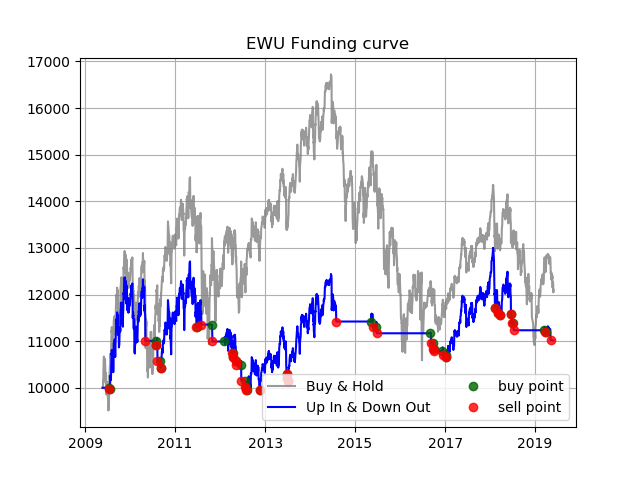 EWU Funding curve
17000
16000
15000
14000
13000
12000
11000
10000
2009
2011
2013
2015
2017
2019
Buy & Hold
Up In & Down Out
buy point
sell point